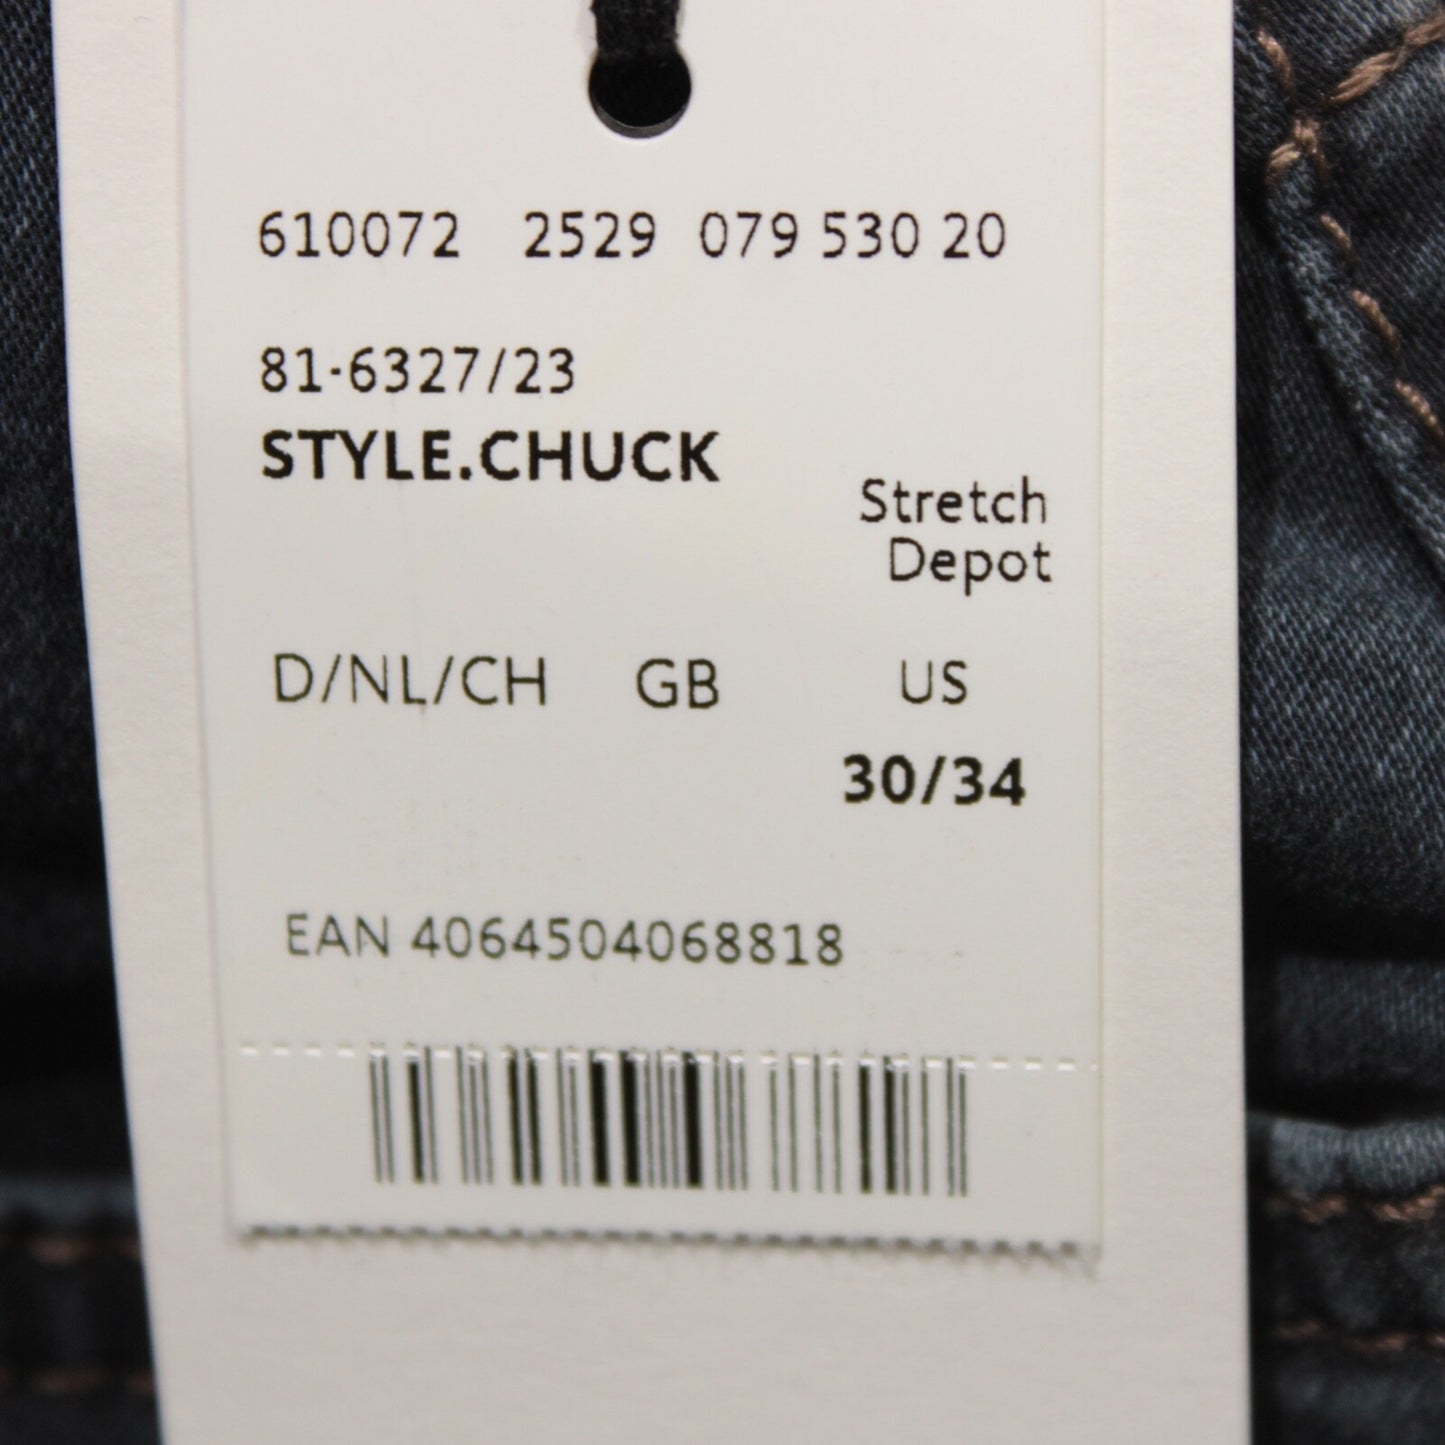 610072 2529 079 530 20
81-6327/23
STYLE.CHUCK
Stretch
Depot
D/NL/CH GB US
30/34
EAN 4064504068818